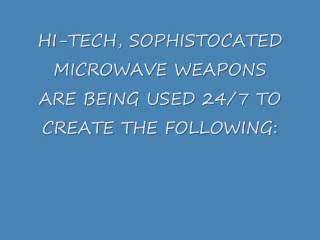 HI-TECH, SOPHISTOCATED
MICROWAVE WEAPONS
ARE BEING USED 24/7 TO
CREATE THE FOLLOWING: